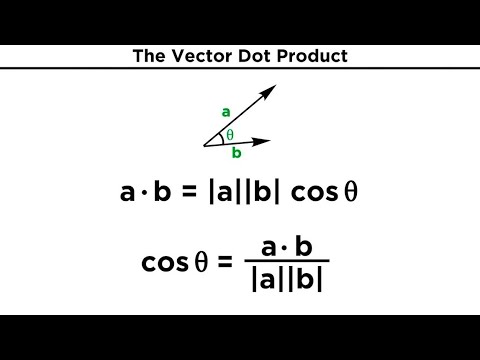 The Vector Dot Product
a
θ
b
a · b = |a||b| cos θ
cos θ = a · b
|a||b|